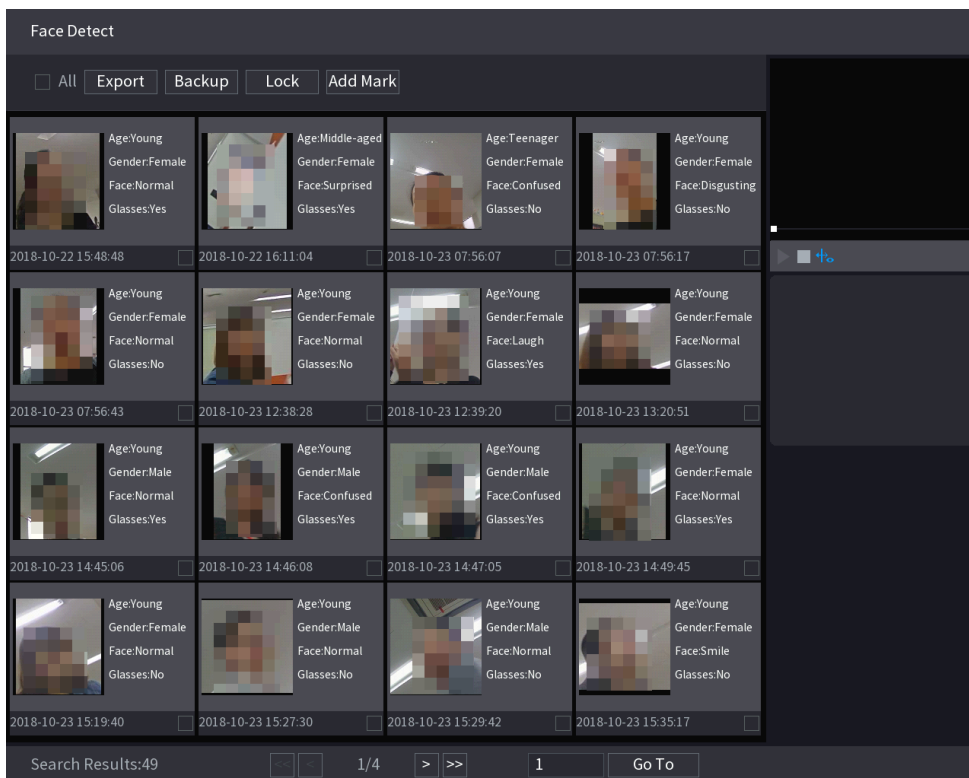 Face Detect
All Export Backup Lock Add Mark
Age:Young
Gender:Female
Face:Normal
Glasses:Yes
2018-10-22 15:48:48
Age:Middle-aged
Gender:Female
Face:Surprised
Glasses:Yes
2018-10-22 16:11:04
Age:Teenager
Gender:Female
Face:Confused
Glasses:No
2018-10-23 07:56:07
Age:Young
Gender:Female
Face:Disgusting
Glasses:No
2018-10-23 07:56:17
Age:Young
Gender:Female
Face:Normal
Glasses:No
2018-10-23 07:56:43
Age:Young
Gender:Female
Face:Normal
Glasses:No
2018-10-23 12:38:28
Age:Young
Gender:Female
Face:Laugh
Glasses:Yes
2018-10-23 12:39:20
Age:Young
Gender:Female
Face:Normal
Glasses:No
2018-10-23 13:20:51
Age:Young
Gender:Male
Face:Normal
Glasses:Yes
2018-10-23 14:45:06
Age:Young
Gender:Male
Face:Confused
Glasses:Yes
2018-10-23 14:46:08
Age:Young
Gender:Male
Face:Confused
Glasses:Yes
2018-10-23 14:47:05
Age:Young
Gender:Female
Face:Normal
Glasses:Yes
2018-10-23 14:49:45
Age:Young
Gender:Female
Face:Normal
Glasses:No
2018-10-23 15:19:40
Age:Young
Gender:Male
Face:Normal
Glasses:No
2018-10-23 15:27:30
Age:Young
Gender:Male
Face:Normal
Glasses:No
2018-10-23 15:29:42
Age:Young
Gender:Female
Face:Smile
Glasses:No
2018-10-23 15:35:17
Search Results:49 << < 1/4 > >> 1 Go To